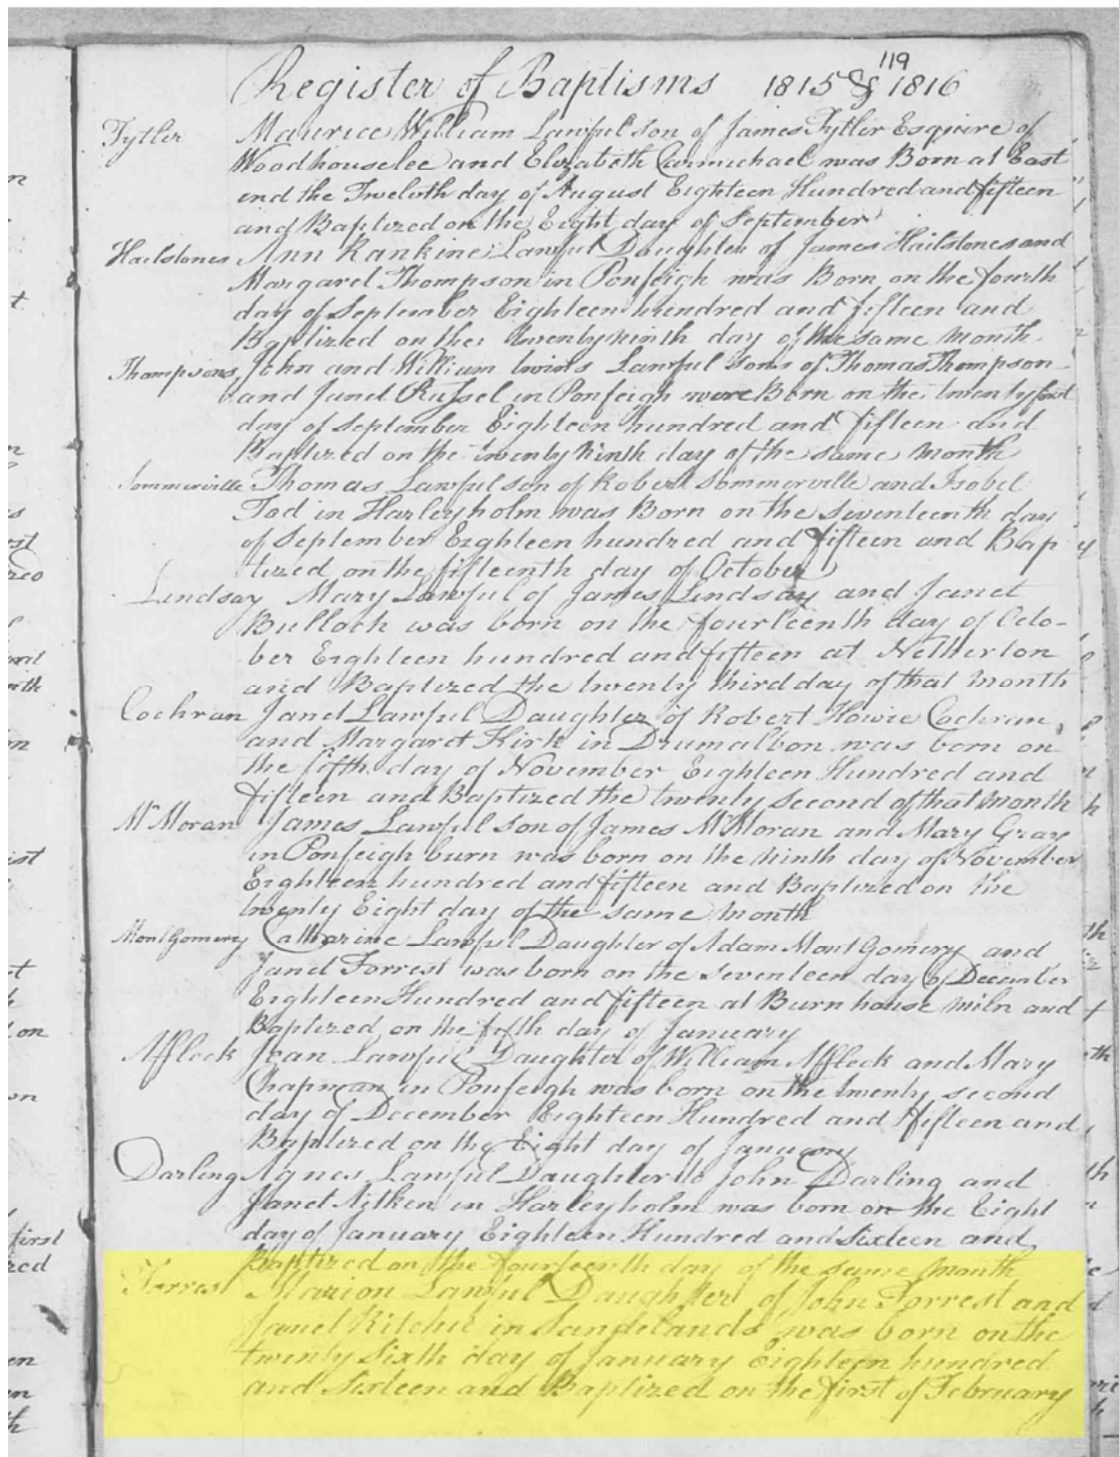 119
Register of Baptisms 1815 & 1816
Tytler Maurice William Lawful son of James Tytler Esquire of
Woodhouselee and Elizabeth Carmichael was Born at East
end the Twelvth day of August Eighteen Hundred and fifteen
and Baptized on the Eight day of September
Hailstones Ann Rankine Lawful Daughter of James Hailstones and
Margaret Thompson in Ponfeigh was Born on the fourth
day of September Eighteen hundred and fifteen and
Baptized on the twenty ninth day of the same month
Thompsons John and William twins Lawful sons of Thomas Thompson
and Janet Russel in Ponfeigh were Born on the twenty first
day of September Eighteen hundred and fifteen and
Baptized on the twenty ninth day of the same month
Sommerville Thomas Lawful son of Robert Sommerville and Isobel
Tod in Harleyholm was Born on the Seventeenth day
of September Eighteen hundred and fifteen and Bap
tized on the fifteenth day of October
Lindsay Mary Lawful of James Lindsay and Janet
Bulloch was born on the fourteenth day of Octo-
ber Eighteen hundred and fifteen at Netherton
and Baptized the twenty third day of that month
Cochran Janet Lawful Daughter of Robert Howie Cochran
and Margaret Kirk in Drumalbon was born on
the fifth day of November Eighteen Hundred and
fifteen and Baptized the twenty second of that month
McMoran James Lawful son of James McMoran and Mary Gray
in Ponfeigh burn was born on the ninth day of November
Eighteen hundred and fifteen and Baptized on the
twenty Eight day of the same month
MontGomery Catharine Lawful Daughter of Adam MontGomery and
Janet Forrest was born on the seventeen day of December
Eighteen Hundred and fifteen at Burnhouse miln and
Baptized on the fifth day of January
Affleck Jean Lawful Daughter of William Affleck and Mary
Chapman in Ponfeigh was born on the twenty second
day of December Eighteen Hundred and fifteen and
Baptized on the Eight day of January
Darling Agnes Lawful Daughter to John Darling and
Janet Aitken in Harleyholm was born on the Eight
day of January Eighteen Hundred and Sixteen and
Baptized on the fourteenth day of the same month
Forrest Marion Lawful Daughter of John Forrest and
Janet Ritchie in Sandelands was born on the
twenty Sixth day of January Eighteen hundred
and Sixteen and Baptized on the first of February